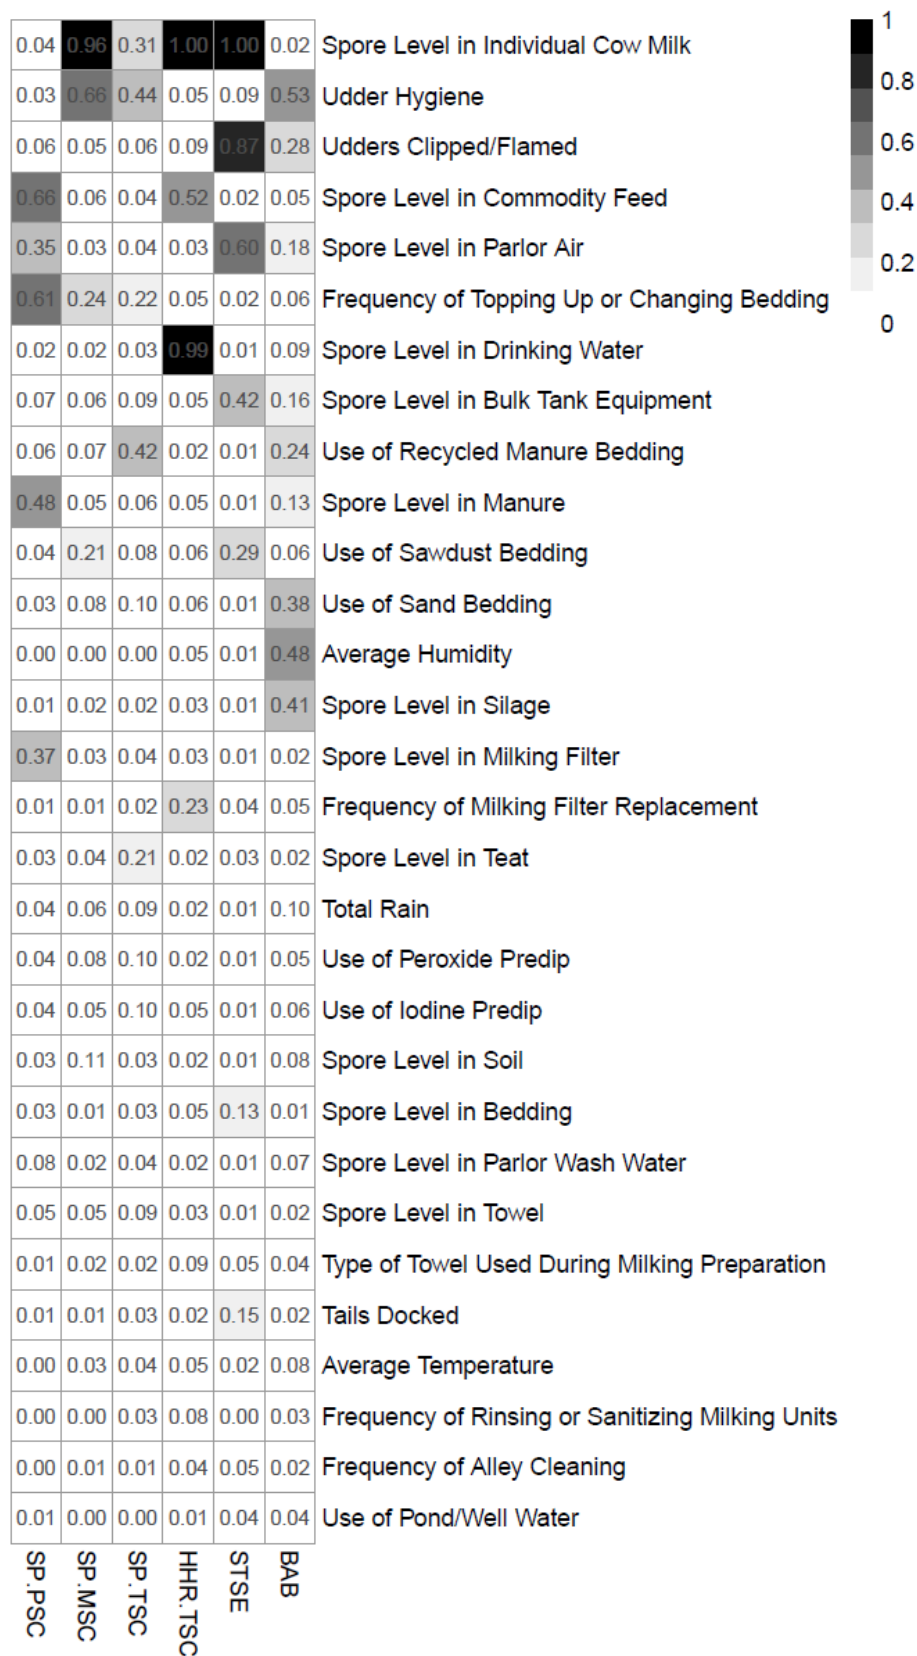 0.04 0.96 0.31 1.00 1.00 0.02 Spore Level in Individual Cow Milk
0.03 0.66 0.44 0.05 0.09 0.53 Udder Hygiene
0.06 0.05 0.06 0.09 0.87 0.28 Udders Clipped/Flamed
0.66 0.06 0.04 0.52 0.02 0.05 Spore Level in Commodity Feed
0.35 0.03 0.04 0.03 0.60 0.18 Spore Level in Parlor Air
0.61 0.24 0.22 0.05 0.02 0.06 Frequency of Topping Up or Changing Bedding
0.02 0.02 0.03 0.99 0.01 0.09 Spore Level in Drinking Water
0.07 0.06 0.09 0.05 0.42 0.16 Spore Level in Bulk Tank Equipment
0.06 0.07 0.42 0.02 0.01 0.24 Use of Recycled Manure Bedding
0.48 0.05 0.06 0.05 0.01 0.13 Spore Level in Manure
0.04 0.21 0.08 0.06 0.29 0.06 Use of Sawdust Bedding
0.03 0.08 0.10 0.06 0.01 0.38 Use of Sand Bedding
0.00 0.00 0.00 0.05 0.01 0.48 Average Humidity
0.01 0.02 0.02 0.03 0.01 0.41 Spore Level in Silage
0.37 0.03 0.04 0.03 0.01 0.02 Spore Level in Milking Filter
0.01 0.01 0.02 0.23 0.04 0.05 Frequency of Milking Filter Replacement
0.03 0.04 0.21 0.02 0.03 0.02 Spore Level in Teat
0.04 0.06 0.09 0.02 0.01 0.10 Total Rain
0.04 0.08 0.10 0.02 0.01 0.05 Use of Peroxide Predip
0.04 0.05 0.10 0.05 0.01 0.06 Use of Iodine Predip
0.03 0.11 0.03 0.02 0.01 0.08 Spore Level in Soil
0.03 0.01 0.03 0.05 0.13 0.01 Spore Level in Bedding
0.08 0.02 0.04 0.02 0.01 0.07 Spore Level in Parlor Wash Water
0.05 0.05 0.09 0.03 0.01 0.02 Spore Level in Towel
0.01 0.02 0.02 0.09 0.05 0.04 Type of Towel Used During Milking Preparation
0.01 0.01 0.03 0.02 0.15 0.02 Tails Docked
0.00 0.03 0.04 0.05 0.02 0.08 Average Temperature
0.00 0.00 0.03 0.08 0.00 0.03 Frequency of Rinsing or Sanitizing Milking Units
0.00 0.01 0.01 0.04 0.05 0.02 Frequency of Alley Cleaning
0.01 0.00 0.00 0.01 0.04 0.04 Use of Pond/Well Water
SP.PSC
SP.MSC
SP.TSC
HHR.TSC
STSE
BAB
1
0.8
0.6
0.4
0.2
0